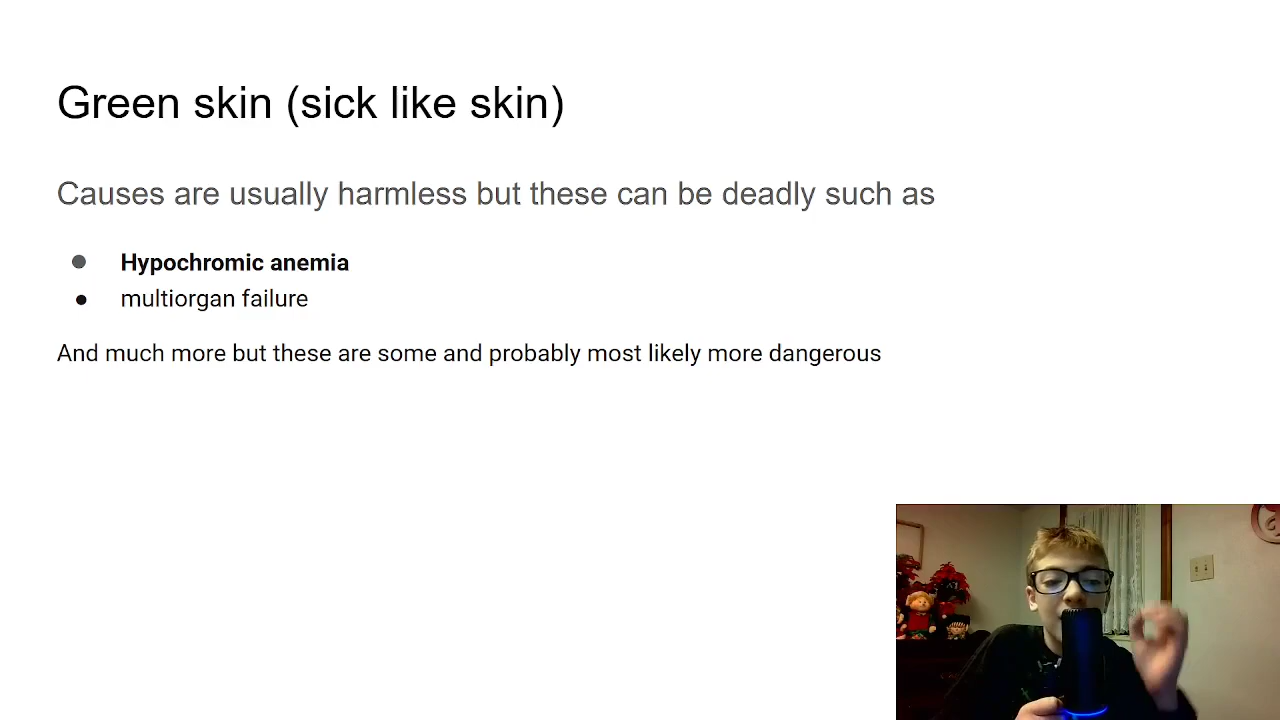 Green skin (sick like skin)
Causes are usually harmless but these can be deadly such as
● Hypochromic anemia
● multiorgan failure
And much more but these are some and probably most likely more dangerous